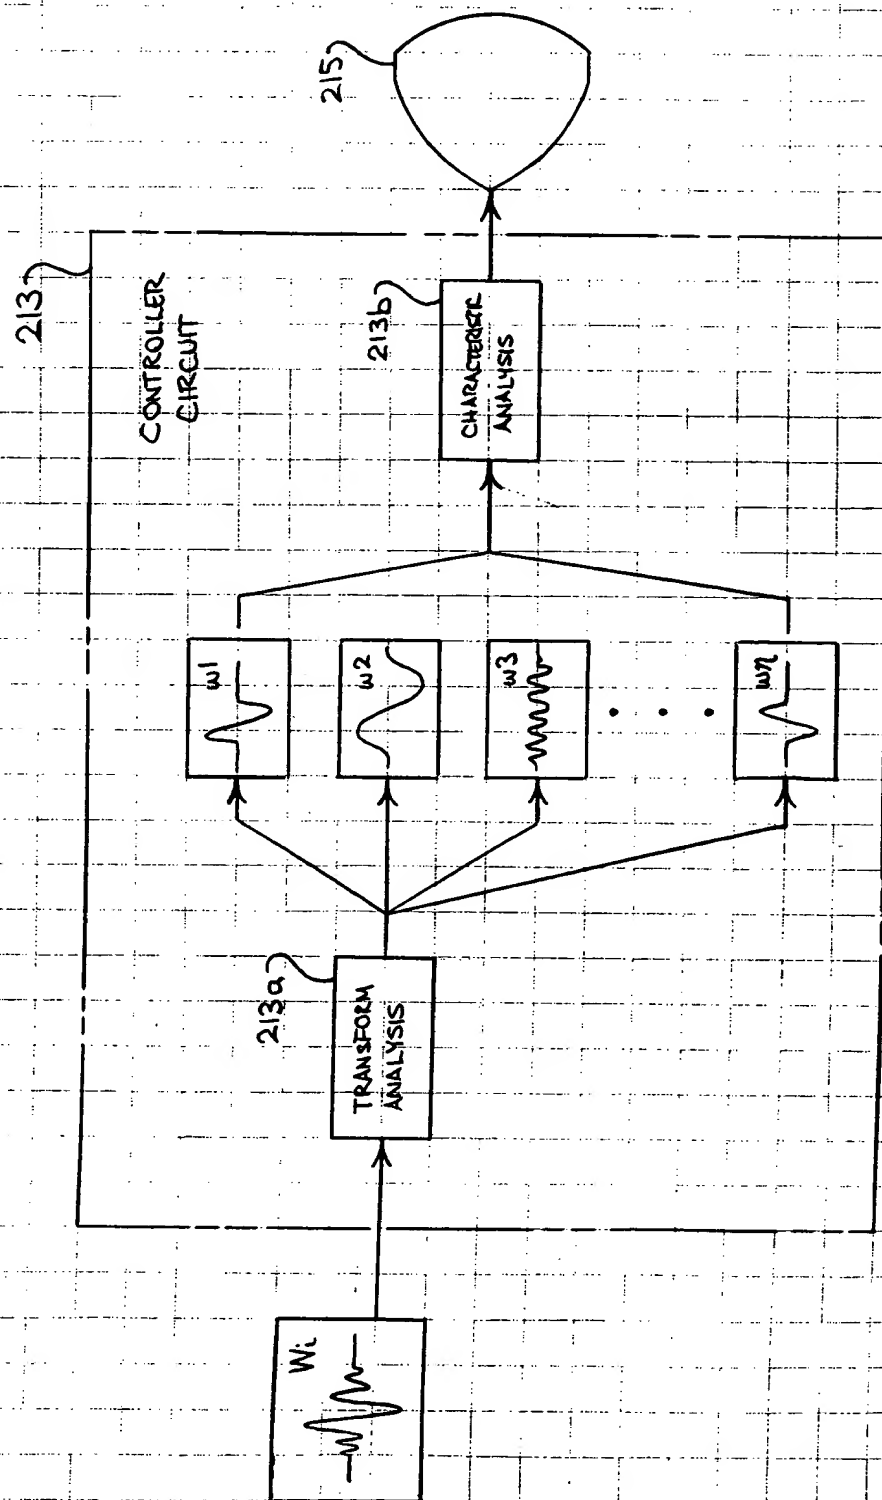 Wi
213
CONTROLLER
CIRCUIT
213a
TRANSFORM
ANALYSIS
w1
w2
w3
wn
213b
CHARACTERISTIC
ANALYSIS
215